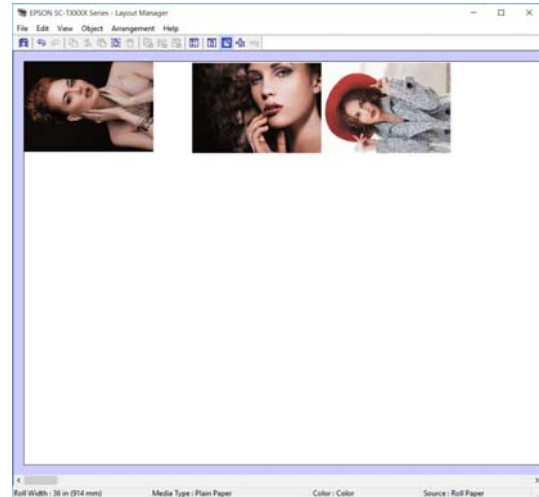 EPSON SC-TXXXX Series - Layout Manager
File Edit View Object Arrangement Help
Roll Width : 36 in (914 mm) Media Type : Plain Paper Color : Color Source : Roll Paper